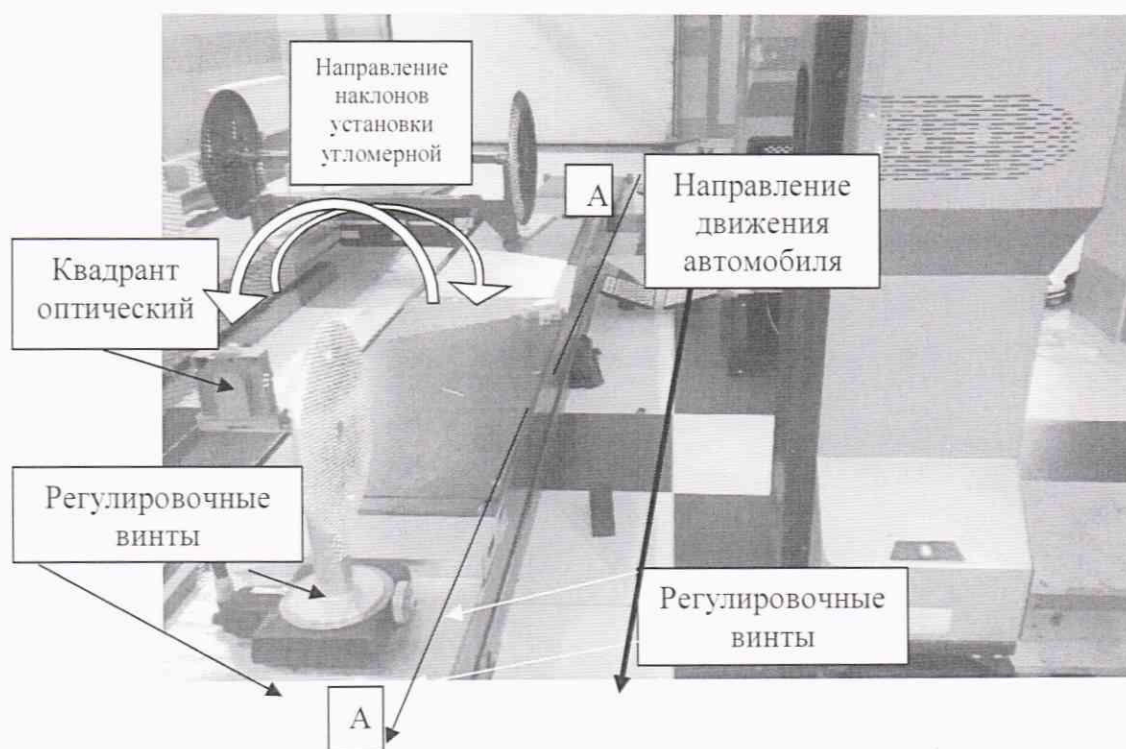 Направление
наклонов
установки
угломерной
А
Направление
движения
автомобиля
Квадрант
оптический
Регулировочные
винты
Регулировочные
винты
А